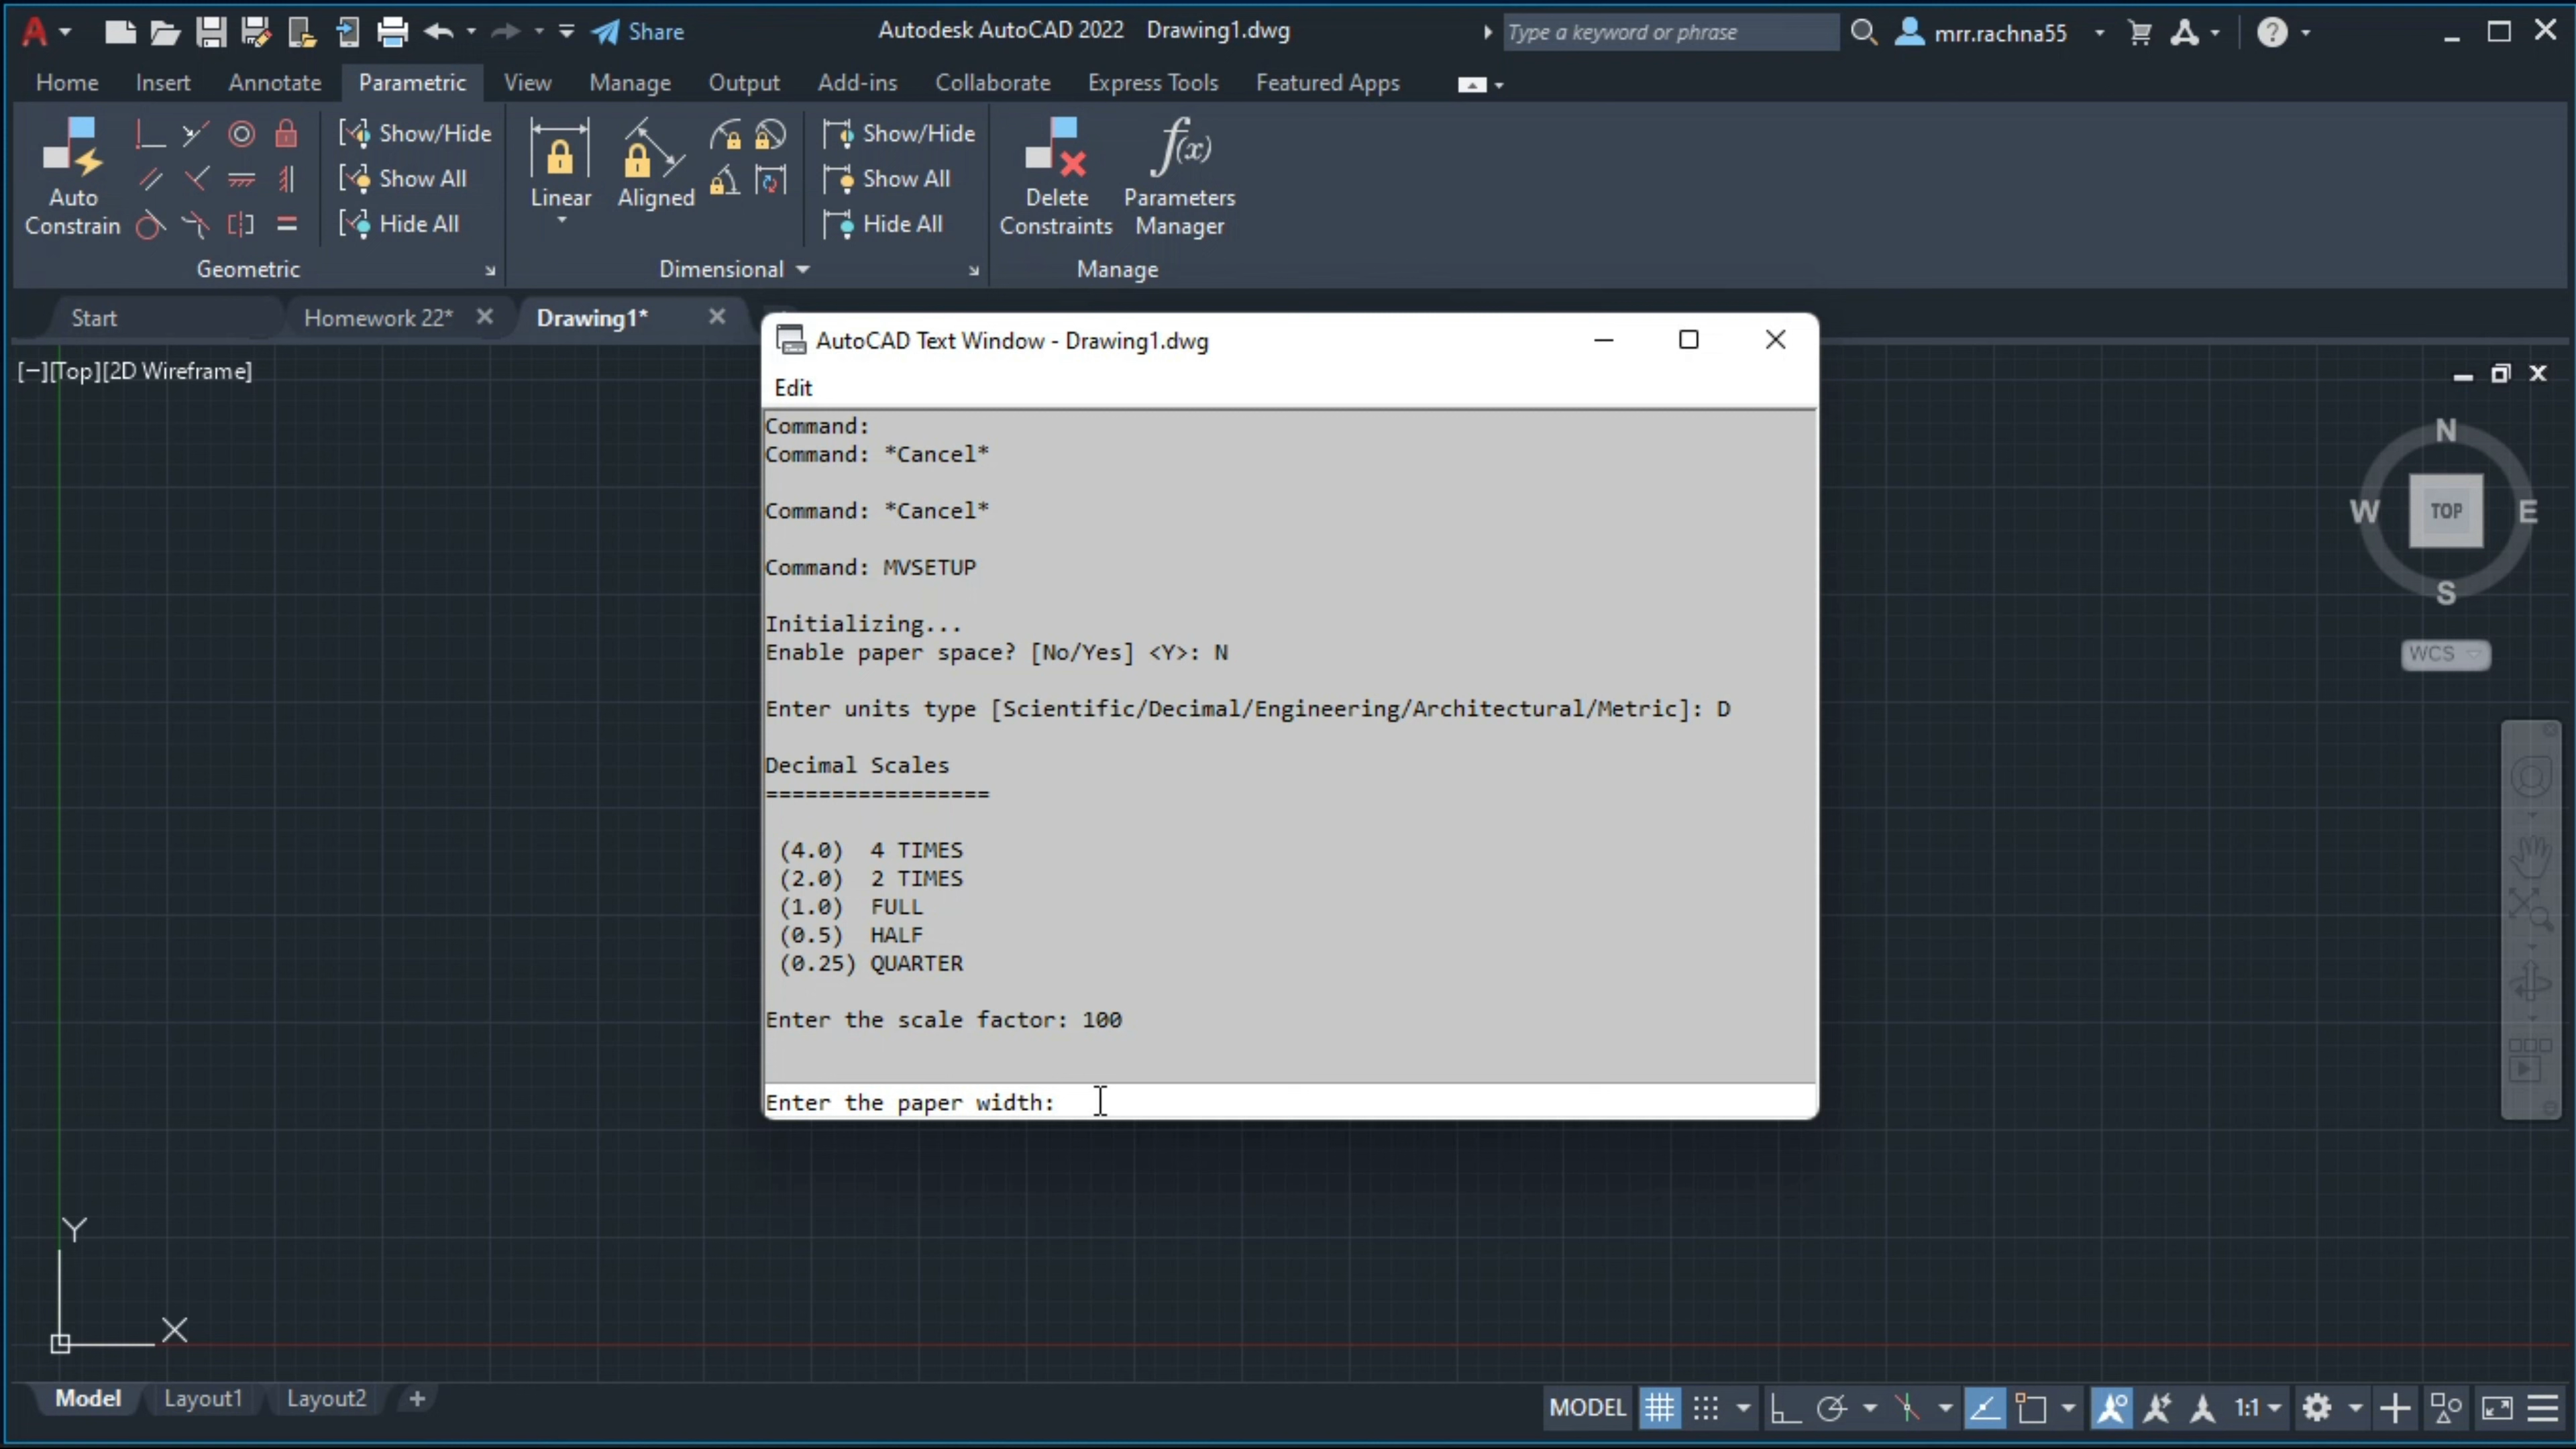 Share
Autodesk AutoCAD 2022 Drawing1.dwg
Type a keyword or phrase
mrr.rachna55
Home Insert Annotate Parametric View Manage Output Add-ins Collaborate Express Tools Featured Apps
Auto
Constrain
Show/Hide
Show All
Hide All
Geometric
Linear
Aligned
Show/Hide
Show All
Hide All
Dimensional
Delete
Constraints
f(x)
Parameters
Manager
Manage
Start
Homework 22*
Drawing1*
[−][Top][2D Wireframe]
AutoCAD Text Window - Drawing1.dwg
Edit
Command:
Command: *Cancel*
Command: *Cancel*
Command: MVSETUP
Initializing...
Enable paper space? [No/Yes] <Y>: N
Enter units type [Scientific/Decimal/Engineering/Architectural/Metric]: D
Decimal Scales
=================
(4.0) 4 TIMES
(2.0) 2 TIMES
(1.0) FULL
(0.5) HALF
(0.25) QUARTER
Enter the scale factor: 100
Enter the paper width:
N
W TOP E
S
WCS
Y
X
Model Layout1 Layout2 +
MODEL
1:1